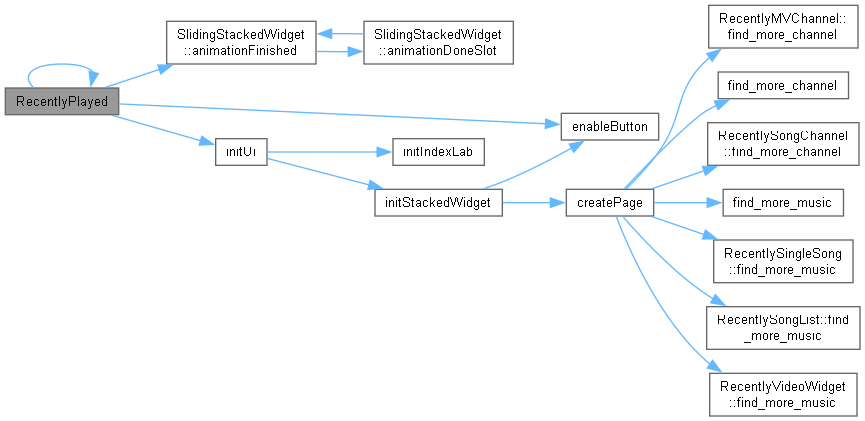 RecentlyPlayed
SlidingStackedWidget
::animationFinished
SlidingStackedWidget
::animationDoneSlot
initUi
initIndexLab
initStackedWidget
enableButton
createPage
RecentlyMVChannel::
find_more_channel
find_more_channel
RecentlySongChannel
::find_more_channel
find_more_music
RecentlySingleSong
::find_more_music
RecentlySongList::find
_more_music
RecentlyVideoWidget
::find_more_music